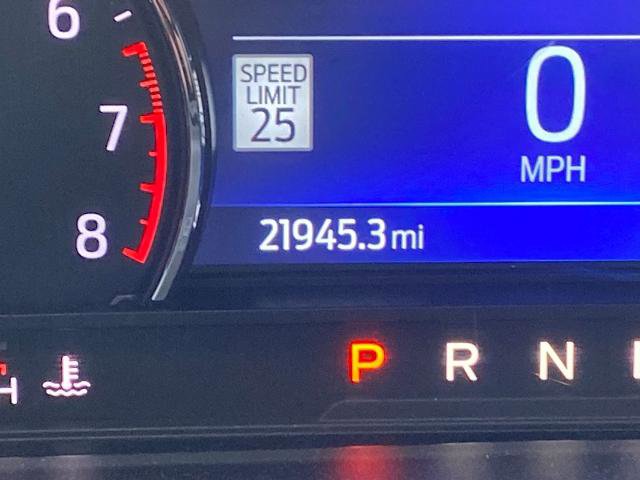 6
7
8
SPEED
LIMIT
25
0
MPH
21945.3 mi
P R N
H